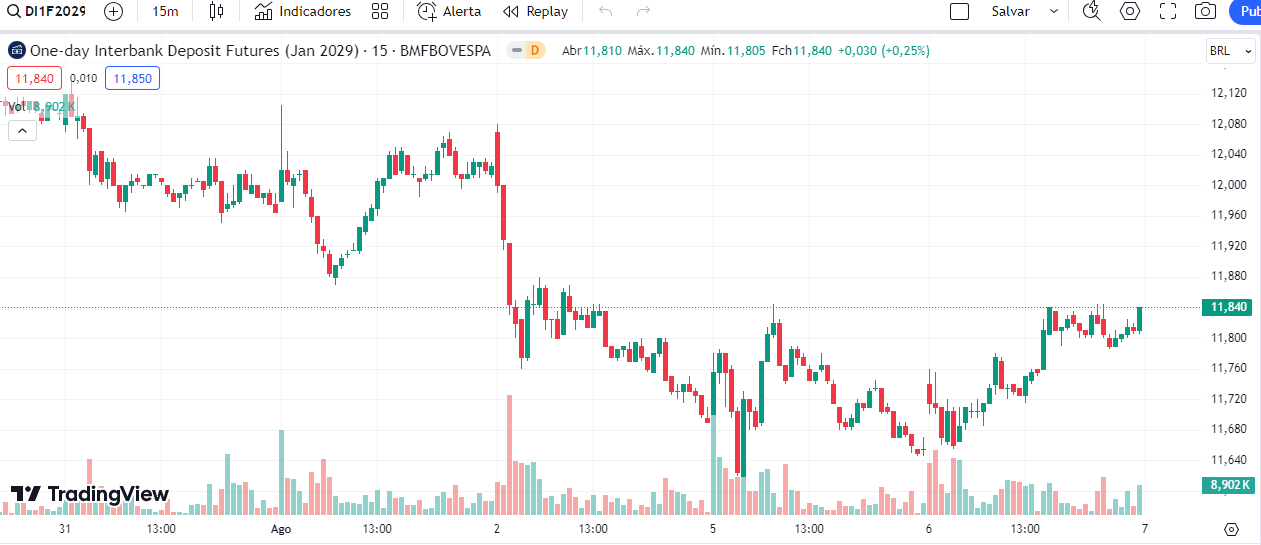 DI1F2029 15m Indicadores Alerta Replay Salvar Pub
One-day Interbank Deposit Futures (Jan 2029) · 15 · BMFBOVESPA D Abr11,810 Máx.11,840 Mín.11,805 Fch11,840 +0,030 (+0,25%) BRL
11,840 0,010 11,850
Vol 8,902K
12,120
12,080
12,040
12,000
11,960
11,920
11,880
11,840
11,800
11,760
11,720
11,680
11,640
8,902K
TradingView
31 13:00 Ago 13:00 2 13:00 5 13:00 6 13:00 7